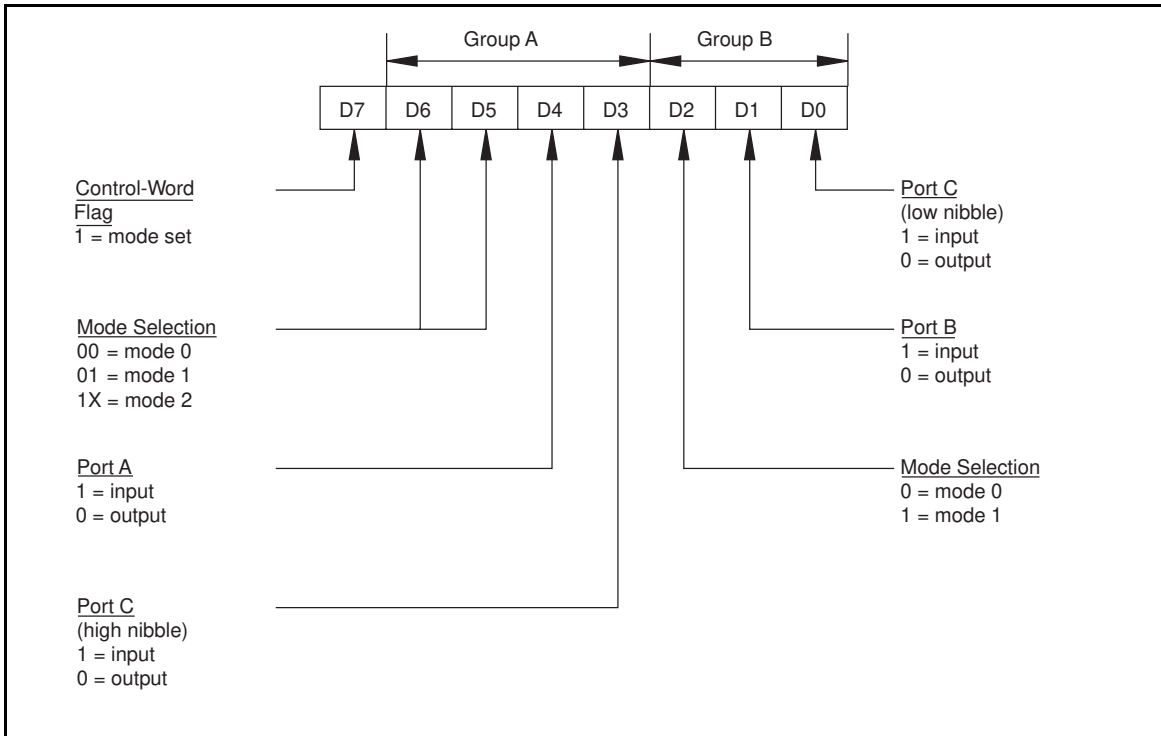 Group A
Group B
D7 D6 D5 D4 D3 D2 D1 D0
Control-Word
Flag
1 = mode set
Mode Selection
00 = mode 0
01 = mode 1
1X = mode 2
Port A
1 = input
0 = output
Port C
(high nibble)
1 = input
0 = output
Port C
(low nibble)
1 = input
0 = output
Port B
1 = input
0 = output
Mode Selection
0 = mode 0
1 = mode 1